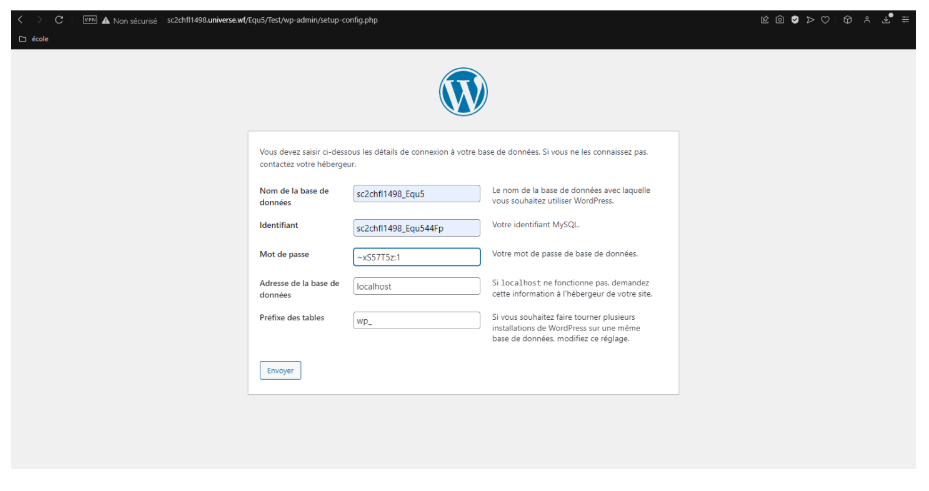 VPN Non sécurisé sc2chfl1498.universe.wf/Equ5/Test/wp-admin/setup-config.php
école
Vous devez saisir ci-dessous les détails de connexion à votre base de données. Si vous ne les connaissez pas,
contactez votre hébergeur.
Nom de la base de
données
sc2chfl1498_Equ5
Le nom de la base de données avec laquelle
vous souhaitez utiliser WordPress.
Identifiant
sc2chfl1498_Equ544Fp
Votre identifiant MySQL.
Mot de passe
~xS57T5z:1
Votre mot de passe de base de données.
Adresse de la base de
données
localhost
Si localhost ne fonctionne pas, demandez
cette information à l'hébergeur de votre site.
Préfixe des tables
wp_
Si vous souhaitez faire tourner plusieurs
installations de WordPress sur une même
base de données, modifiez ce réglage.
Envoyer